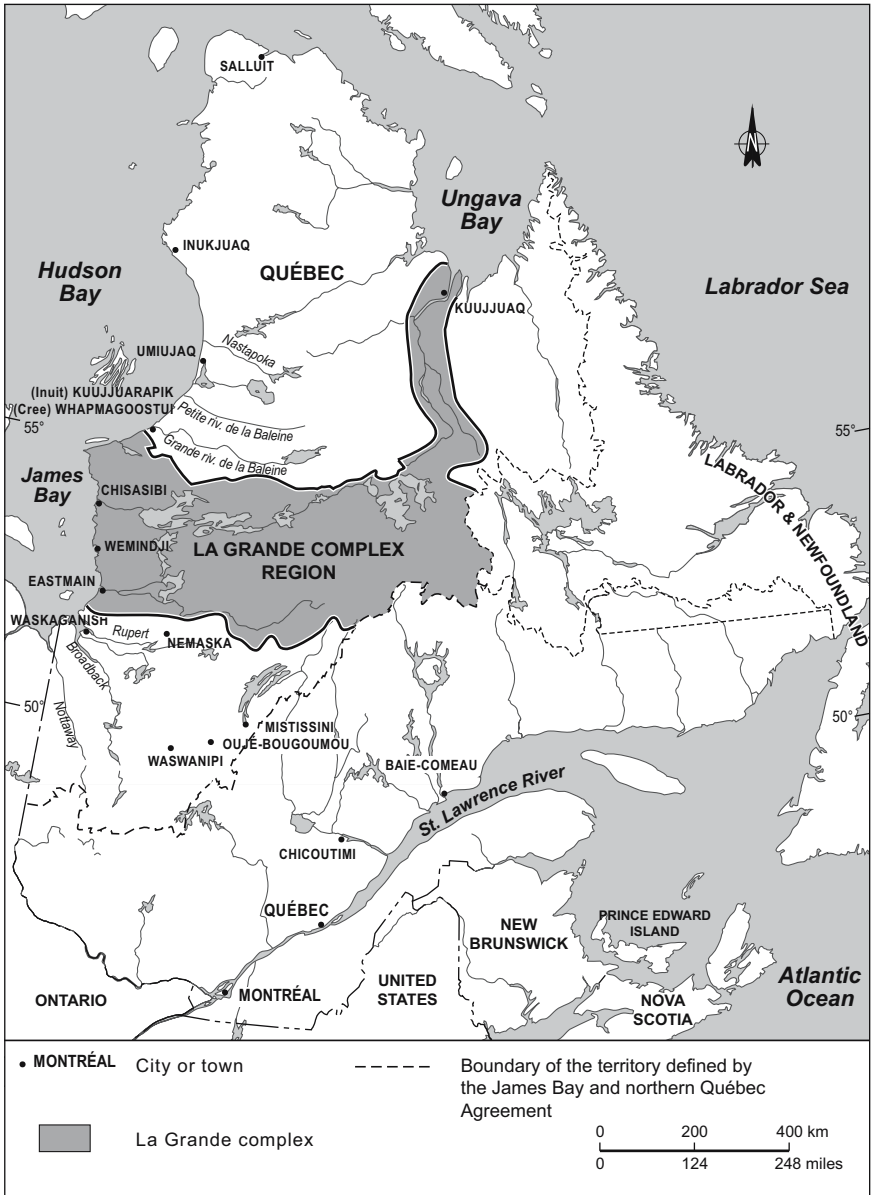 SALLUIT
Ungava
Bay
INUKJUAQ
Hudson
Bay
QUÉBEC
Labrador Sea
KUUJJUAQ
UMIUJAQ
Nastapoka
(Inuit) KUUJJUARAPIK
(Cree) WHAPMAGOOSTUI
Petite riv. de la Baleine
55°
55°
Grande riv. de la Baleine
James
Bay
LABRADOR & NEWFOUNDLAND
CHISASIBI
WEMINDJI
LA GRANDE COMPLEX
REGION
EASTMAIN
WASKAGANISH
Rupert
NEMASKA
Broadback
Nottaway
50°
50°
MISTISSINI
OUJÉ-BOUGOUMOU
WASWANIPI
BAIE-COMEAU
St. Lawrence River
CHICOUTIMI
QUÉBEC
NEW
BRUNSWICK
PRINCE EDWARD
ISLAND
Atlantic
Ocean
ONTARIO
MONTRÉAL
UNITED
STATES
NOVA
SCOTIA
N
• MONTRÉAL City or town
Boundary of the territory defined by
the James Bay and northern Québec
Agreement
La Grande complex
0 200 400 km
0 124 248 miles